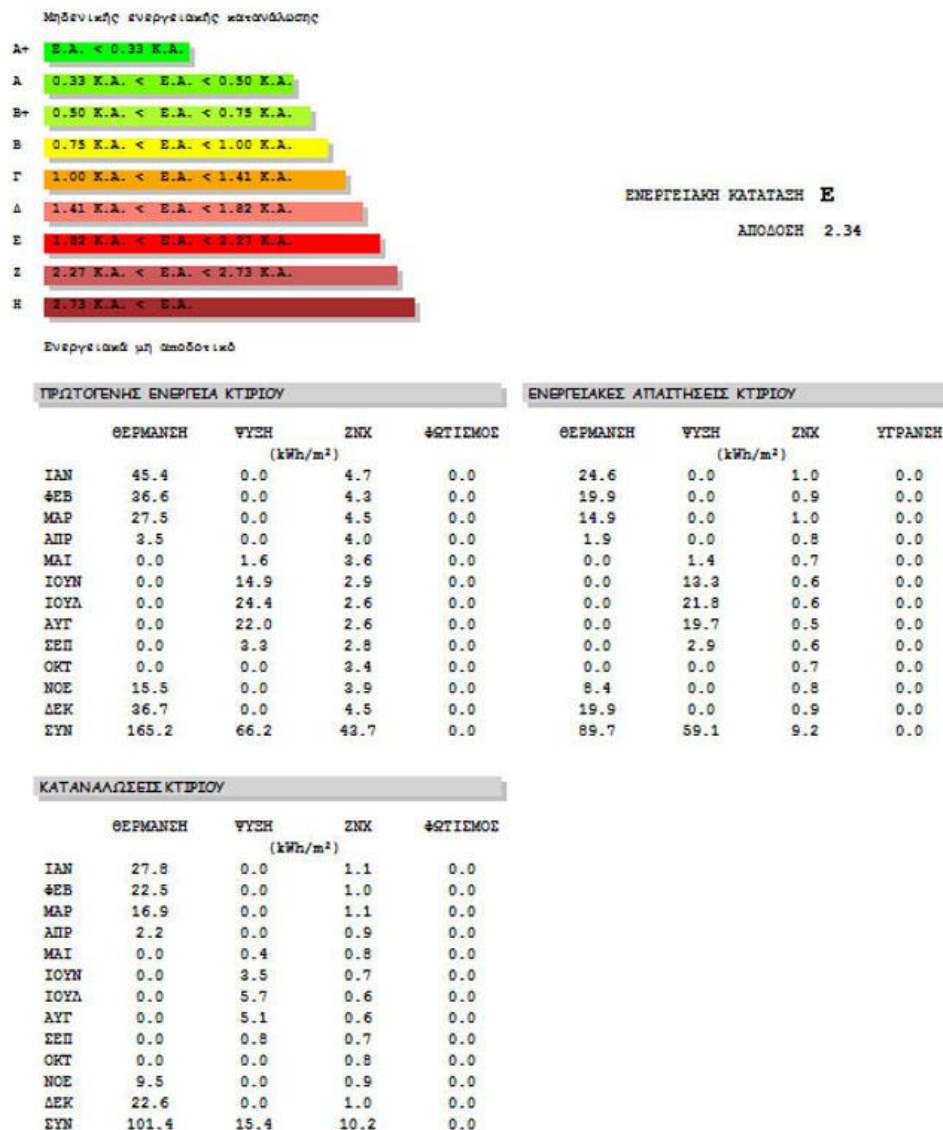 Μηδενικής ενεργειακής κατανάλωσης
Α+ Ε.Α. < 0.33 Κ.Α.
Α 0.33 Κ.Α. < Ε.Α. < 0.50 Κ.Α.
Β+ 0.50 Κ.Α. < Ε.Α. < 0.75 Κ.Α.
Β 0.75 Κ.Α. < Ε.Α. < 1.00 Κ.Α.
Γ 1.00 Κ.Α. < Ε.Α. < 1.41 Κ.Α.
Δ 1.41 Κ.Α. < Ε.Α. < 1.82 Κ.Α.
Ε 1.82 Κ.Α. < Ε.Α. < 2.27 Κ.Α.
Ζ 2.27 Κ.Α. < Ε.Α. < 2.73 Κ.Α.
Η 2.73 Κ.Α. < Ε.Α.
Ενεργειακά μη αποδοτικό
ΕΝΕΡΓΕΙΑΚΗ ΚΑΤΑΤΑΞΗ Ε
ΑΠΟΔΟΣΗ 2.34
ΠΡΩΤΟΓΕΝΗΣ ΕΝΕΡΓΕΙΑ ΚΤΙΡΙΟΥ
ΘΕΡΜΑΝΣΗ ΨΥΞΗ ΖΝΧ ΦΩΤΙΣΜΟΣ
(kWh/m²)
ΙΑΝ 45.4 0.0 4.7 0.0
ΦΕΒ 36.6 0.0 4.3 0.0
ΜΑΡ 27.5 0.0 4.5 0.0
ΑΠΡ 3.5 0.0 4.0 0.0
ΜΑΙ 0.0 1.6 3.6 0.0
ΙΟΥΝ 0.0 14.9 2.9 0.0
ΙΟΥΛ 0.0 24.4 2.6 0.0
ΑΥΓ 0.0 22.0 2.6 0.0
ΣΕΠ 0.0 3.3 2.8 0.0
ΟΚΤ 0.0 0.0 3.4 0.0
ΝΟΕ 15.5 0.0 3.9 0.0
ΔΕΚ 36.7 0.0 4.5 0.0
ΣΥΝ 165.2 66.2 43.7 0.0
ΕΝΕΡΓΕΙΑΚΕΣ ΑΠΑΙΤΗΣΕΙΣ ΚΤΙΡΙΟΥ
ΘΕΡΜΑΝΣΗ ΨΥΞΗ ΖΝΧ ΥΓΡΑΝΣΗ
(kWh/m²)
24.6 0.0 1.0 0.0
19.9 0.0 0.9 0.0
14.9 0.0 1.0 0.0
1.9 0.0 0.8 0.0
0.0 1.4 0.7 0.0
0.0 13.3 0.6 0.0
0.0 21.8 0.6 0.0
0.0 19.7 0.5 0.0
0.0 2.9 0.6 0.0
0.0 0.0 0.7 0.0
8.4 0.0 0.8 0.0
19.9 0.0 0.9 0.0
89.7 59.1 9.2 0.0
ΚΑΤΑΝΑΛΩΣΕΙΣ ΚΤΙΡΙΟΥ
ΘΕΡΜΑΝΣΗ ΨΥΞΗ ΖΝΧ ΦΩΤΙΣΜΟΣ
(kWh/m²)
ΙΑΝ 27.8 0.0 1.1 0.0
ΦΕΒ 22.5 0.0 1.0 0.0
ΜΑΡ 16.9 0.0 1.1 0.0
ΑΠΡ 2.2 0.0 0.9 0.0
ΜΑΙ 0.0 0.4 0.8 0.0
ΙΟΥΝ 0.0 3.5 0.7 0.0
ΙΟΥΛ 0.0 5.7 0.6 0.0
ΑΥΓ 0.0 5.1 0.6 0.0
ΣΕΠ 0.0 0.8 0.7 0.0
ΟΚΤ 0.0 0.0 0.8 0.0
ΝΟΕ 9.5 0.0 0.9 0.0
ΔΕΚ 22.6 0.0 1.0 0.0
ΣΥΝ 101.4 15.4 10.2 0.0